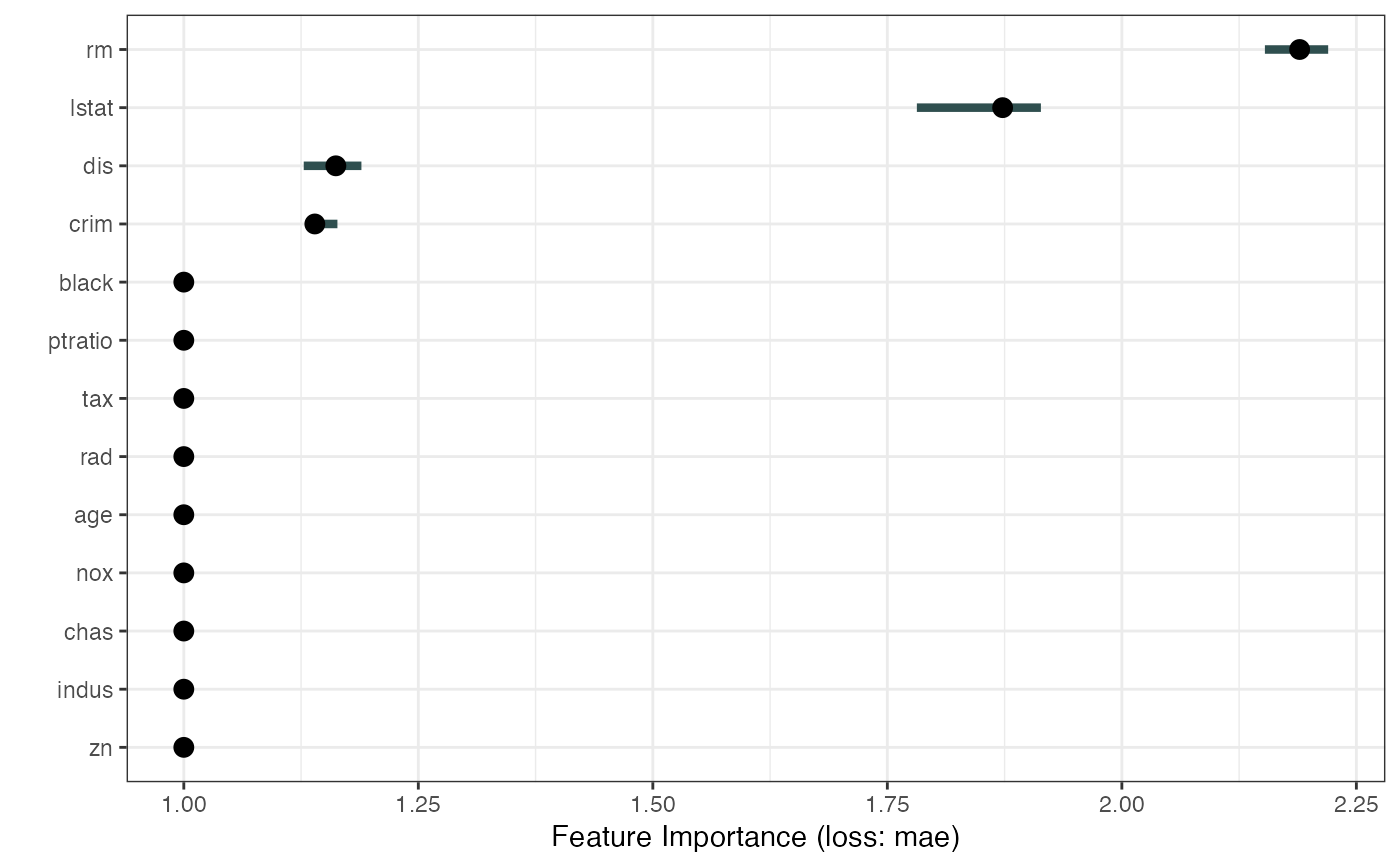 rm
lstat
dis
crim
black
ptratio
tax
rad
age
nox
chas
indus
zn
1.00 1.25 1.50 1.75 2.00 2.25
Feature Importance (loss: mae)